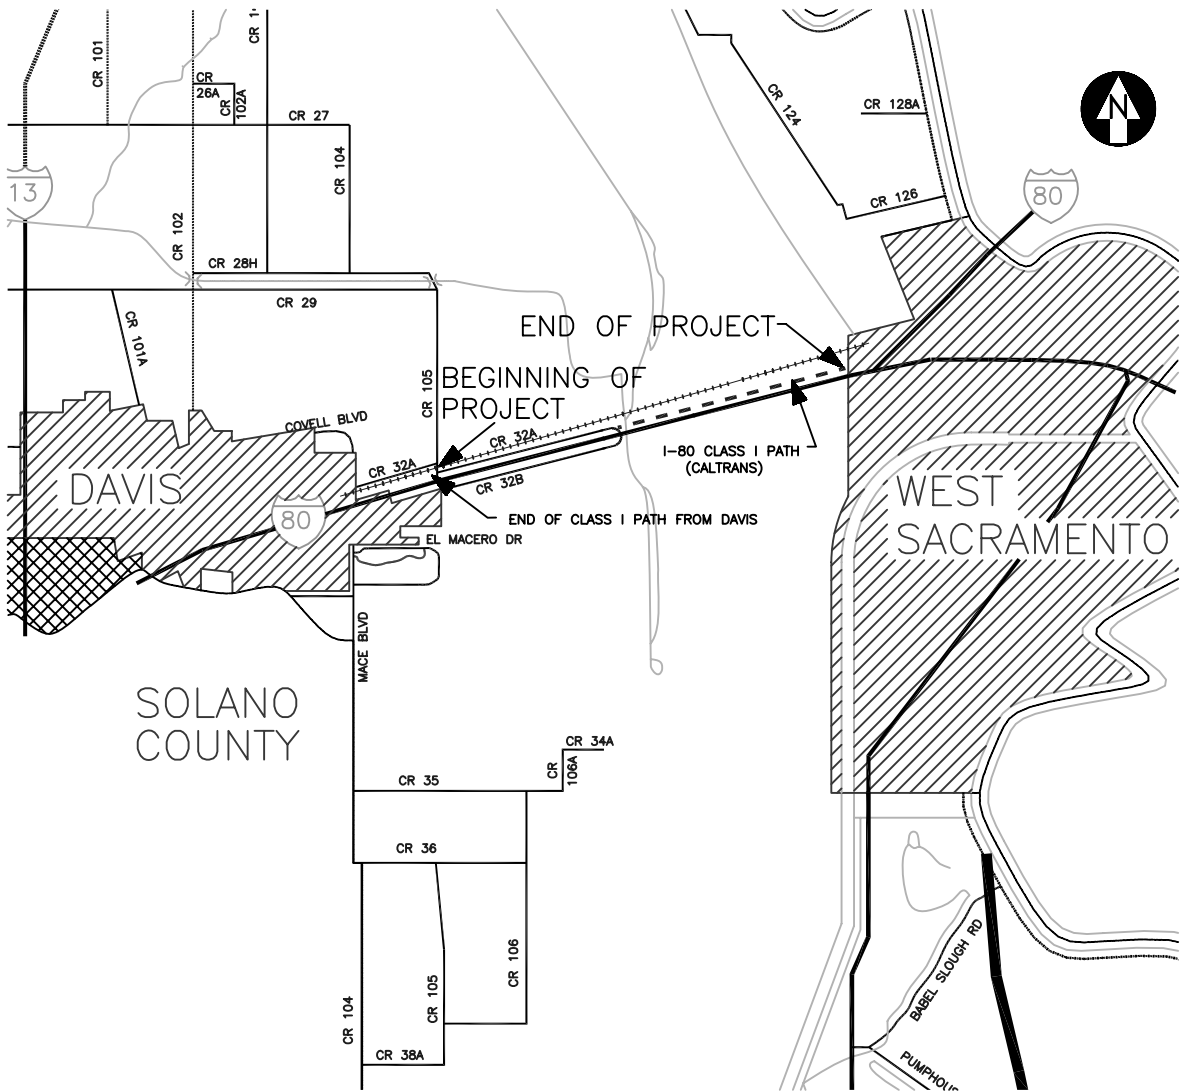 CR 101
CR
26A
CR
102A
CR 1
CR 27
CR 104
CR 102
13
CR 28H
CR 29
CR 101A
CR 124
CR 128A
CR 126
N
80
END OF PROJECT
BEGINNING OF
PROJECT
CR 105
COVELL BLVD
CR 32A
CR 32A
CR 32B
I-80 CLASS I PATH
(CALTRANS)
DAVIS
80
END OF CLASS I PATH FROM DAVIS
EL MACERO DR
WEST
SACRAMENTO
MACE BLVD
SOLANO
COUNTY
CR 34A
CR
106A
CR 35
CR 36
CR 106
CR 105
CR 104
CR 38A
BABEL SLOUGH RD
PUMPHOUS